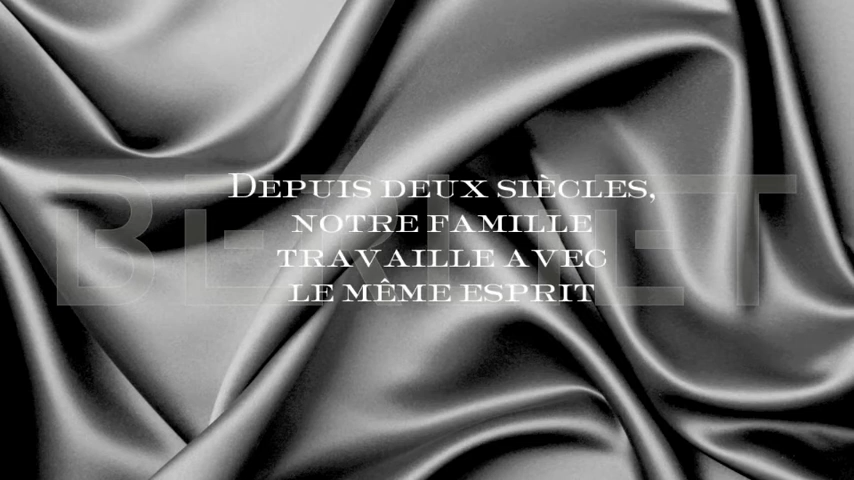 Depuis deux siècles,
notre famille
travaille avec
le même esprit